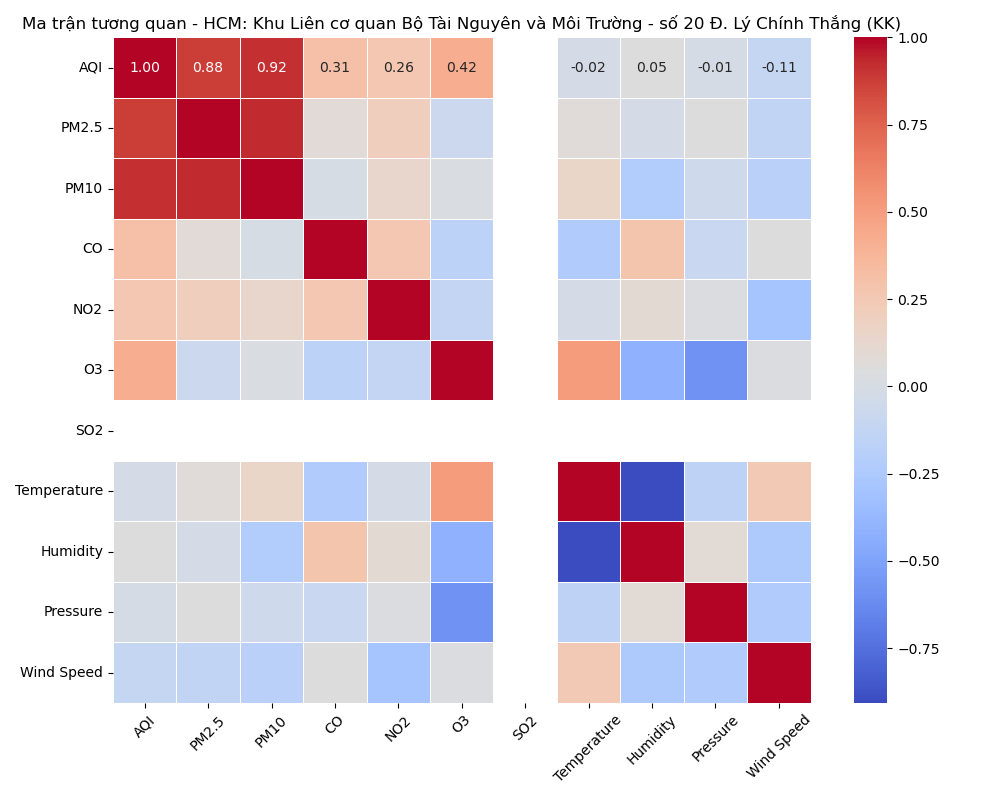 Ma trận tương quan - HCM: Khu Liên cơ quan Bộ Tài Nguyên và Môi Trường - số 20 Đ. Lý Chính Thắng (KK)
AQI 1.00 0.88 0.92 0.31 0.26 0.42 -0.02 0.05 -0.01 -0.11
PM2.5
PM10
CO
NO2
O3
SO2
Temperature
Humidity
Pressure
Wind Speed
AQI PM2.5 PM10 CO NO2 O3 SO2 Temperature Humidity Pressure Wind Speed
1.00
0.75
0.50
0.25
0.00
−0.25
−0.50
−0.75